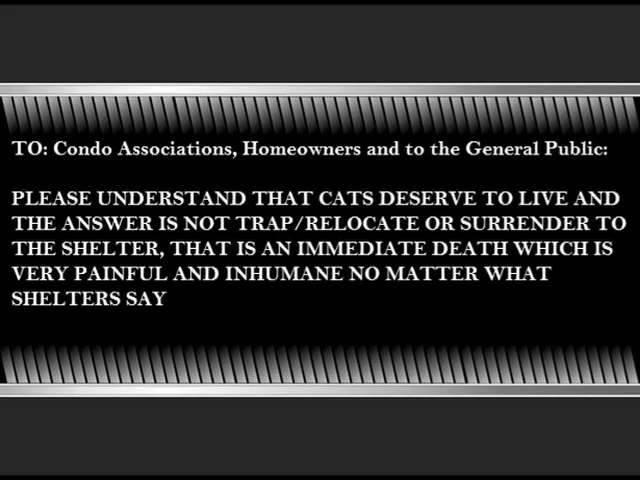 TO: Condo Associations, Homeowners and to the General Public:
PLEASE UNDERSTAND THAT CATS DESERVE TO LIVE AND
THE ANSWER IS NOT TRAP/RELOCATE OR SURRENDER TO
THE SHELTER, THAT IS AN IMMEDIATE DEATH WHICH IS
VERY PAINFUL AND INHUMANE NO MATTER WHAT
SHELTERS SAY